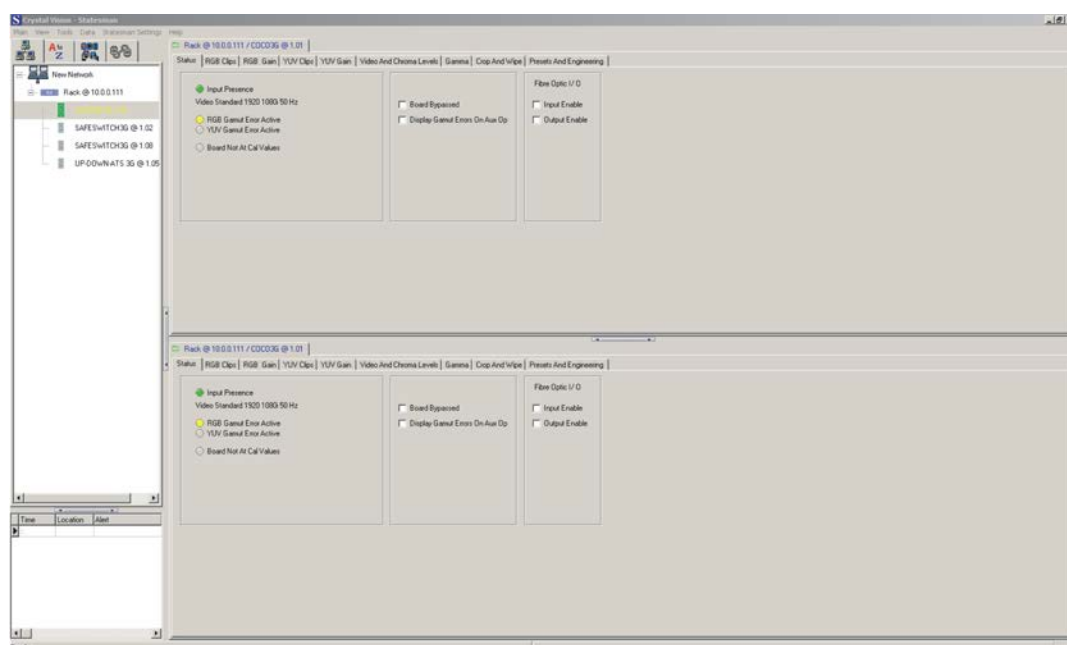 Crystal Vision - Statesman
Main View Tools Data Statesman Settings Help
A to Z
New Network
Rack @ 10.0.0.111
SAFESWITCH3G @ 1.02
SAFESWITCH3G @ 1.08
UP-DOWN ATS 3G @ 1.05
Time Location Alert
Rack @ 10.0.0.111 / COCO3G @ 1.01
Status RGB Clips RGB Gain YUV Clips YUV Gain Video And Chroma Levels Gamma Crop And Wipe Presets And Engineering
Input Presence
Video Standard 1920 1080i 50 Hz
RGB Gamut Error Active
YUV Gamut Error Active
Board Not At Cal Values
Board Bypassed
Display Gamut Errors On Aux Op
Fibre Optic I/O
Input Enable
Output Enable
Rack @ 10.0.0.111 / COCO3G @ 1.01
Status RGB Clips RGB Gain YUV Clips YUV Gain Video And Chroma Levels Gamma Crop And Wipe Presets And Engineering
Input Presence
Video Standard 1920 1080i 50 Hz
RGB Gamut Error Active
YUV Gamut Error Active
Board Not At Cal Values
Board Bypassed
Display Gamut Errors On Aux Op
Fibre Optic I/O
Input Enable
Output Enable